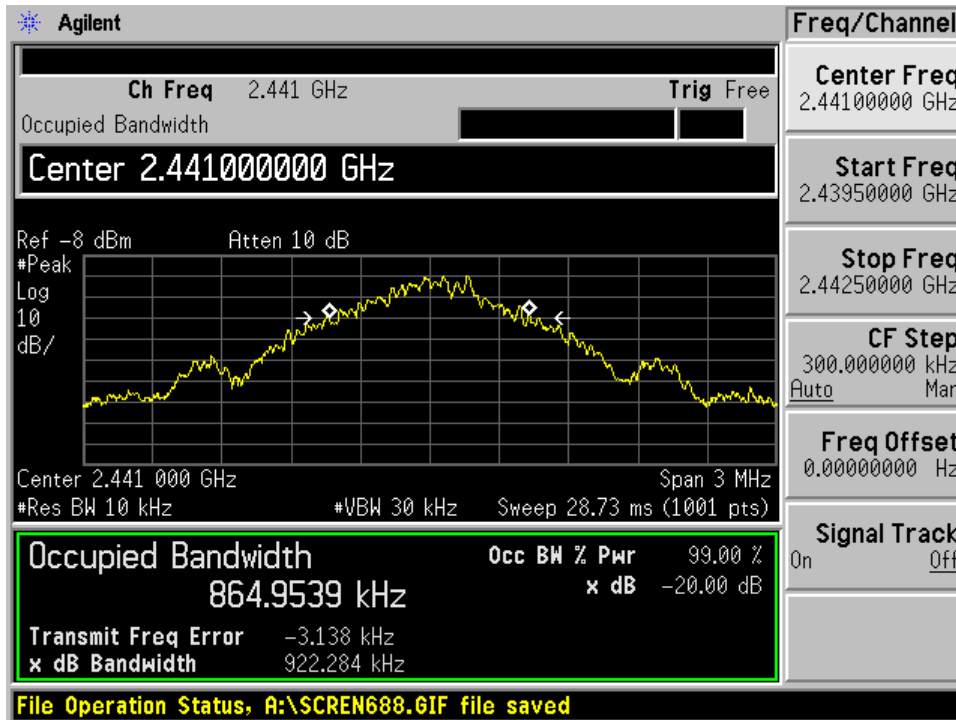 Agilent
Freq/Channel
Ch Freq 2.441 GHz Trig Free
Occupied Bandwidth
Center 2.441000000 GHz
Ref -8 dBm Atten 10 dB
#Peak
Log
10
dB/
Center 2.441 000 GHz Span 3 MHz
#Res BW 10 kHz #VBW 30 kHz Sweep 28.73 ms (1001 pts)
Occupied Bandwidth
864.9539 kHz
Occ BW % Pwr 99.00 %
x dB -20.00 dB
Transmit Freq Error -3.138 kHz
x dB Bandwidth 922.284 kHz
File Operation Status, A:\SCREN688.GIF file saved
Center Freq
2.44100000 GHz
Start Freq
2.43950000 GHz
Stop Freq
2.44250000 GHz
CF Step
300.000000 kHz
Auto Man
Freq Offset
0.00000000 Hz
Signal Track
On Off